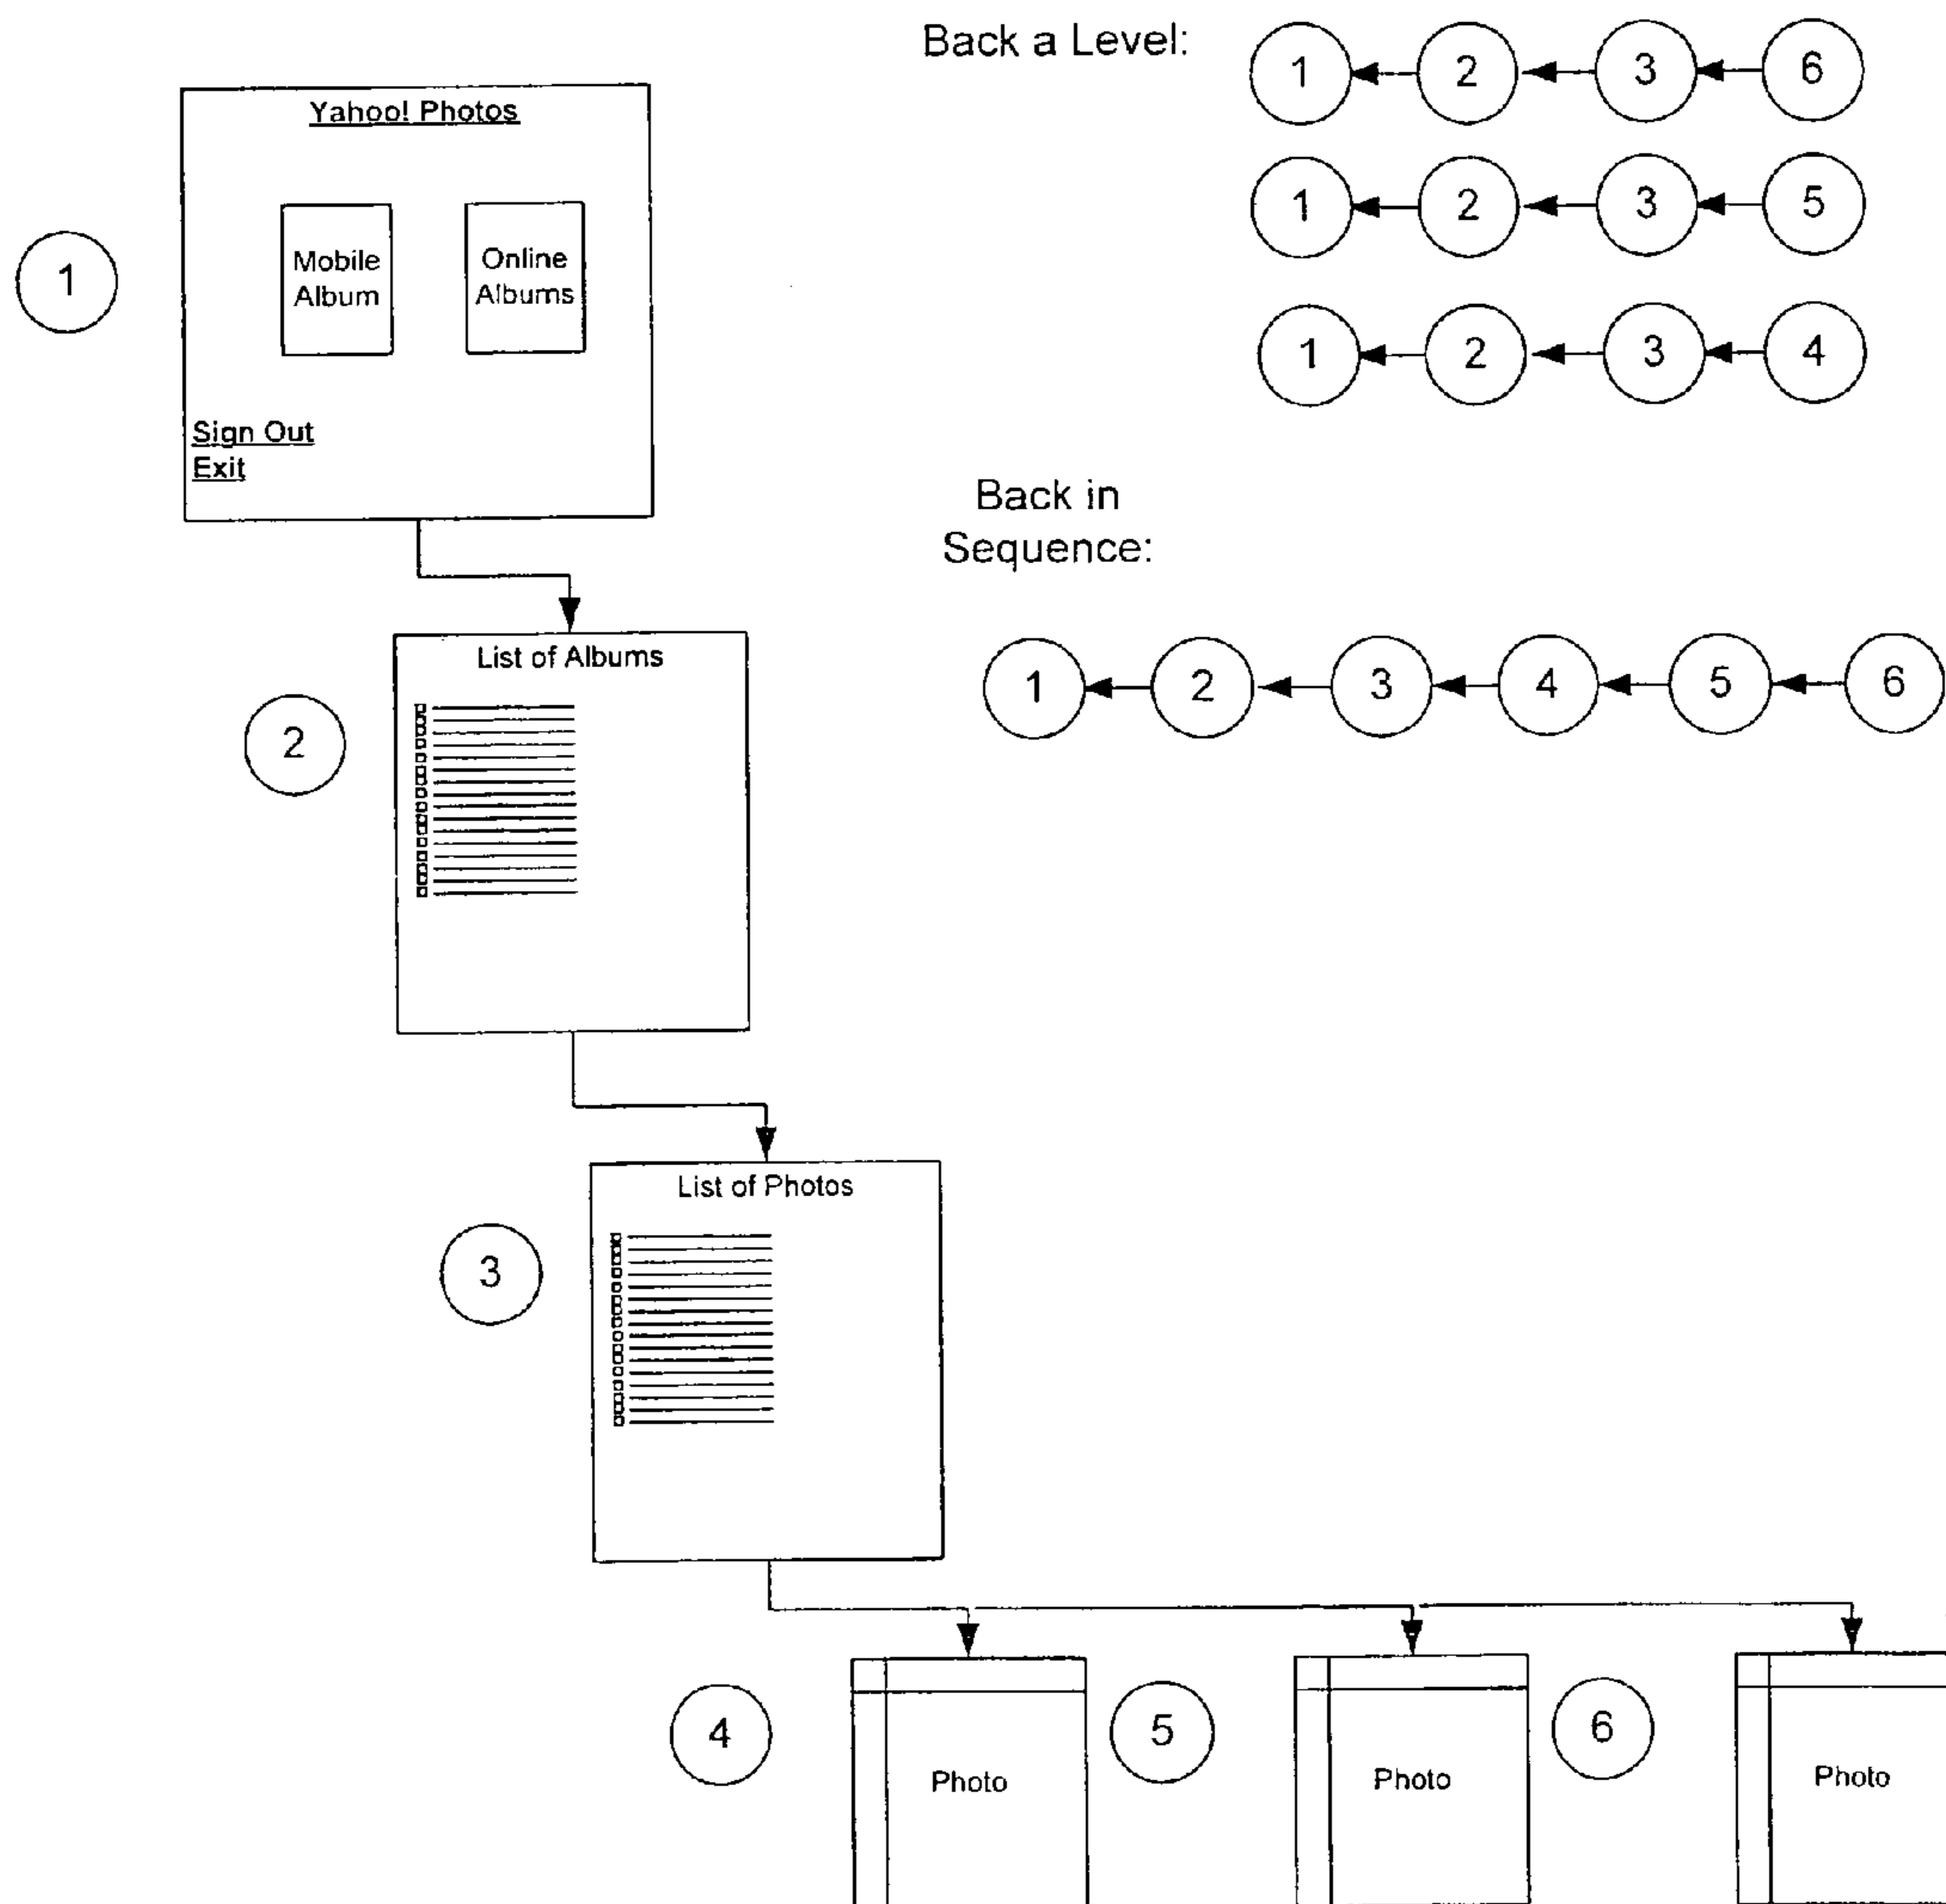 Back a Level:
1 2 3 6
1 2 3 5
1 2 3 4
Yahoo! Photos
Mobile
Album
Online
Albums
1
Sign Out
Exit
Back in
Sequence:
1 2 3 4 5 6
List of Albums
2
List of Photos
3
4
Photo
5
Photo
6
Photo